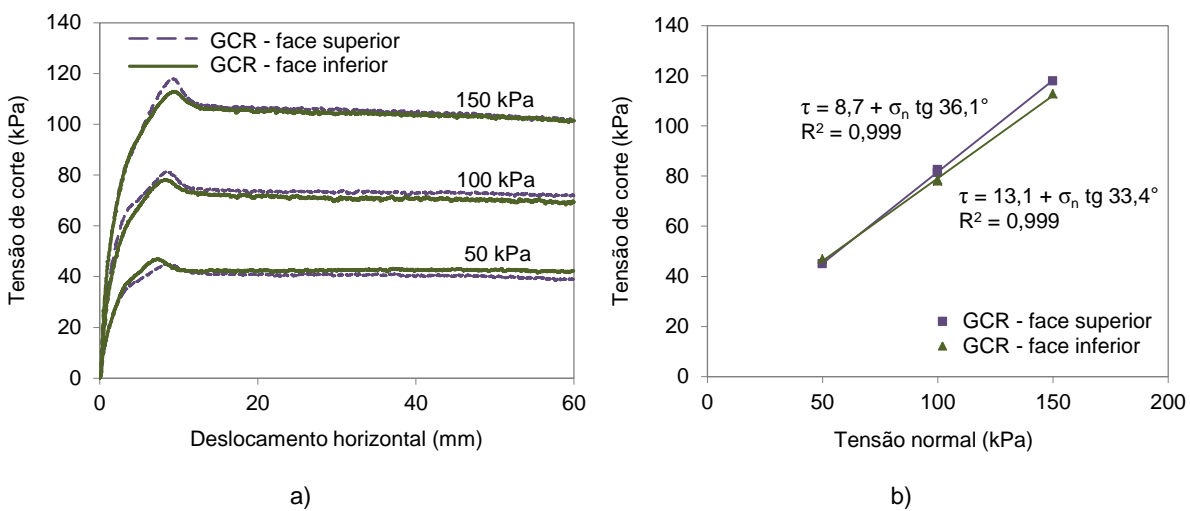 140
120
100
80
60
40
20
0
Tensão de corte (kPa)
GCR - face superior
GCR - face inferior
150 kPa
100 kPa
50 kPa
0
20
40
60
Deslocamento horizontal (mm)
a)
140
120
100
80
60
40
20
0
Tensão de corte (kPa)
τ = 8,7 + σn tg 36,1°
R² = 0,999
τ = 13,1 + σn tg 33,4°
R² = 0,999
GCR - face superior
GCR - face inferior
0
50
100
150
200
Tensão normal (kPa)
b)